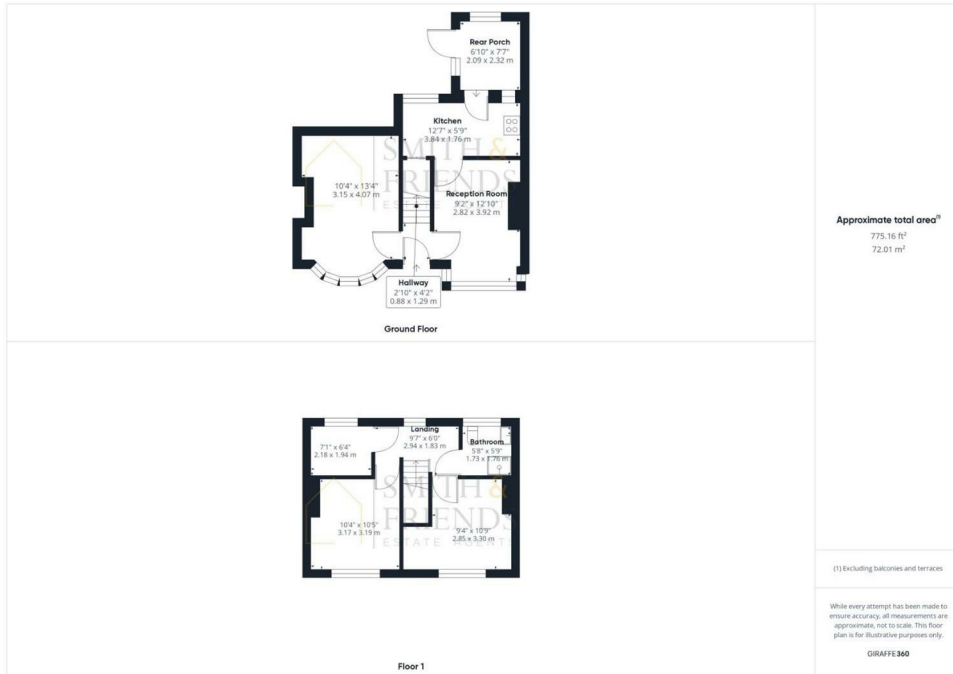 Rear Porch
6'10" x 7'7"
2.09 x 2.32 m
Kitchen
12'7" x 5'9"
3.84 x 1.76 m
10'4" x 13'4"
3.15 x 4.07 m
SMITH &
FRIENDS
Reception Room
9'2" x 12'10"
2.82 x 3.92 m
Hallway
2'10" x 4'2"
0.88 x 1.29 m
Ground Floor
Landing
9'7" x 6'0"
2.94 x 1.83 m
Bathroom
5'8" x 5'9"
1.73 x 1.76 m
7'1" x 6'4"
2.18 x 1.94 m
SMITH &
FRIENDS
ESTATE AGENTS
10'4" x 10'5"
3.17 x 3.19 m
9'4" x 10'9"
2.85 x 3.30 m
Floor 1
Approximate total area(1)
775.16 ft²
72.01 m²
(1) Excluding balconies and terraces
While every attempt has been made to
ensure accuracy, all measurements are
approximate, not to scale. This floor
plan is for illustrative purposes only.
GIRAFFE360